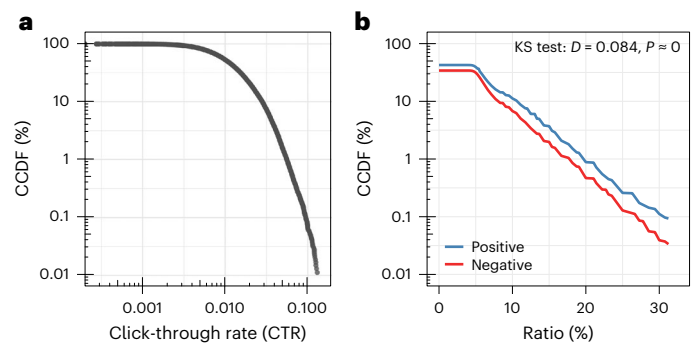 a
CCDF (%)
100
10
1
0.1
0.01
0.001
0.010
0.100
Click-through rate (CTR)
b
CCDF (%)
100
10
1
0.1
0.01
KS test: D = 0.084, P ≈ 0
Positive
Negative
0
10
20
30
Ratio (%)